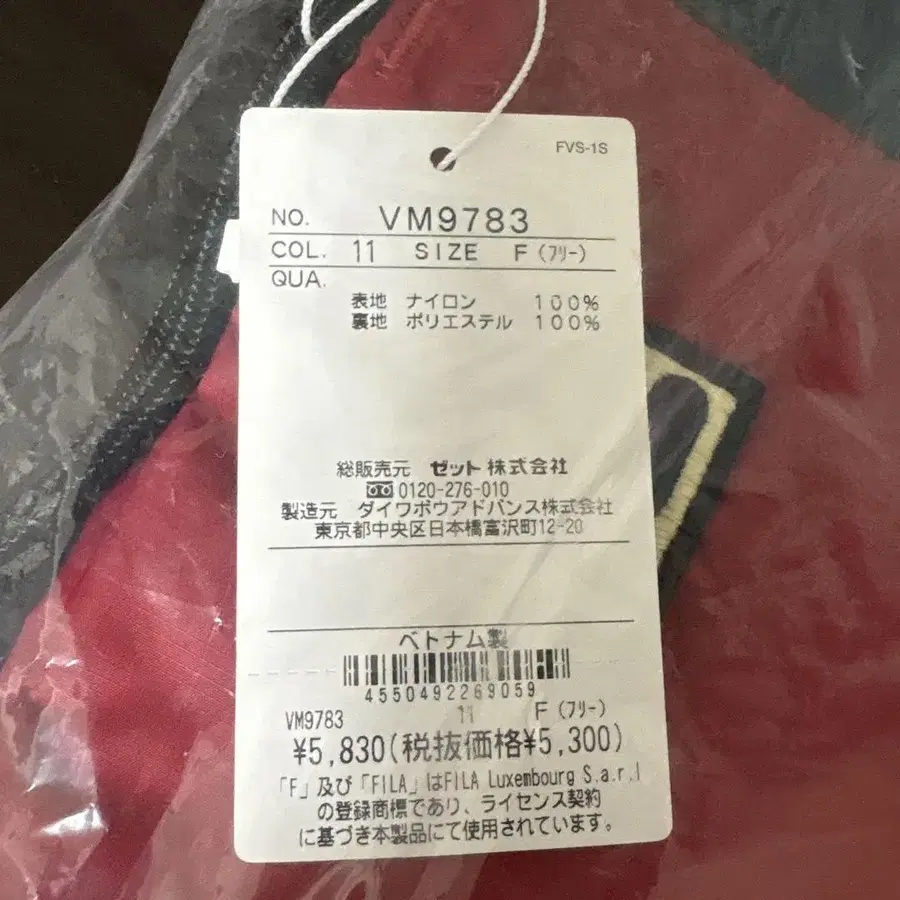 FVS-1S
NO. VM9783
COL. 11 SIZE F (フリー)
QUA.
表地 ナイロン 100%
裏地 ポリエステル 100%
総販売元 ゼット株式会社
0120-276-010
製造元 ダイワボウアドバンス株式会社
東京都中央区日本橋富沢町12-20
ベトナム製
4550492269059
VM9783 11 F (フリー)
¥5,830(税抜価格¥5,300)
「F」及び「FILA」はFILA Luxembourg S.a.r.l
の登録商標であり、ライセンス契約
に基づき本製品にて使用されています。